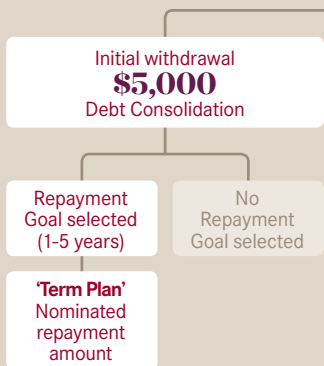 Initial withdrawal
$5,000
Debt Consolidation
Repayment
Goal selected
(1-5 years)
No
Repayment
Goal selected
‘Term Plan’
Nominated
repayment
amount